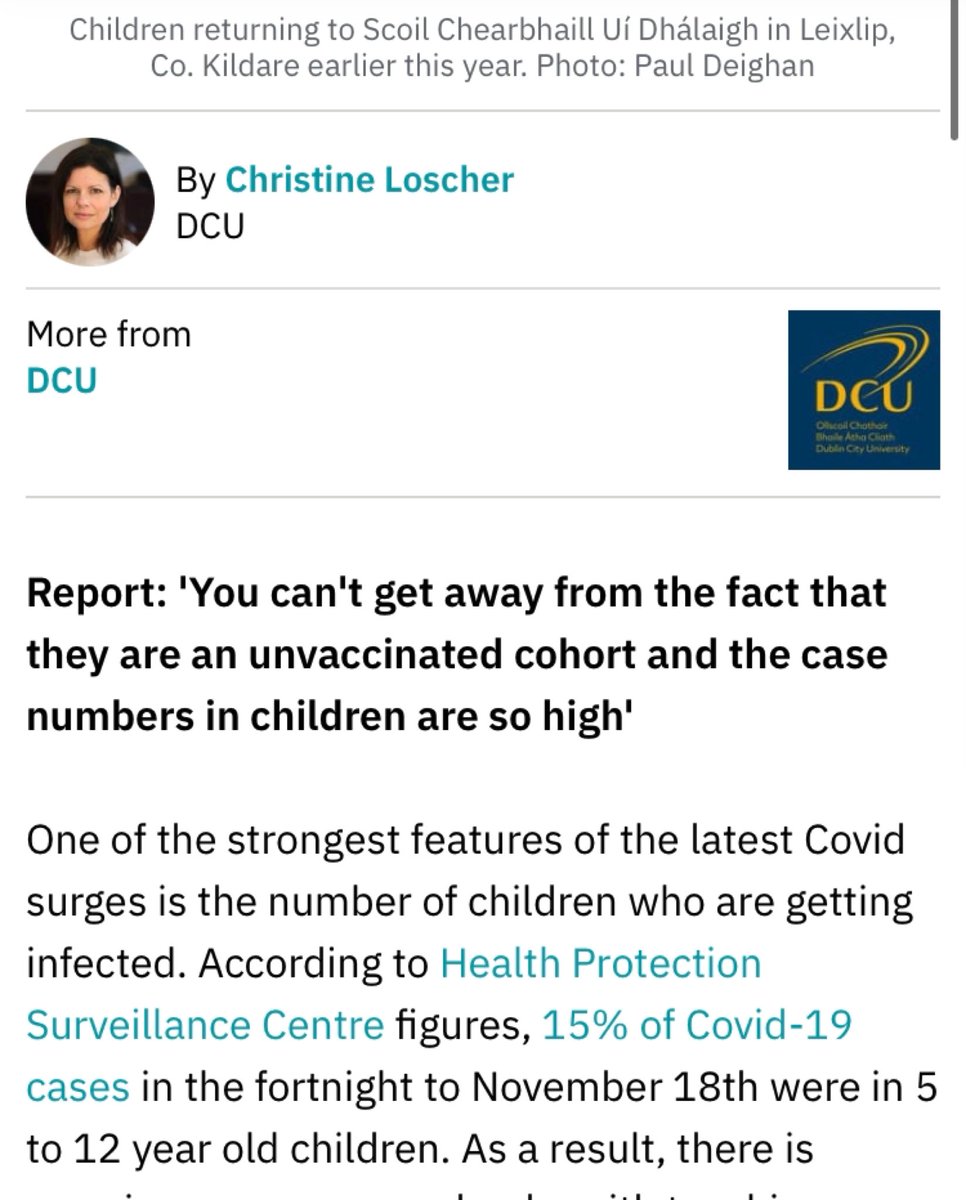 Children returning to Scoil Chearbhaill Uí Dhálaigh in Leixlip,
Co. Kildare earlier this year. Photo: Paul Deighan
By Christine Loscher
DCU
More from
DCU
DCU
Ollscoil Chathair
Bhaile Átha Cliath
Dublin City University
Report: 'You can't get away from the fact that
they are an unvaccinated cohort and the case
numbers in children are so high'
One of the strongest features of the latest Covid
surges is the number of children who are getting
infected. According to Health Protection
Surveillance Centre figures, 15% of Covid-19
cases in the fortnight to November 18th were in 5
to 12 year old children. As a result, there is